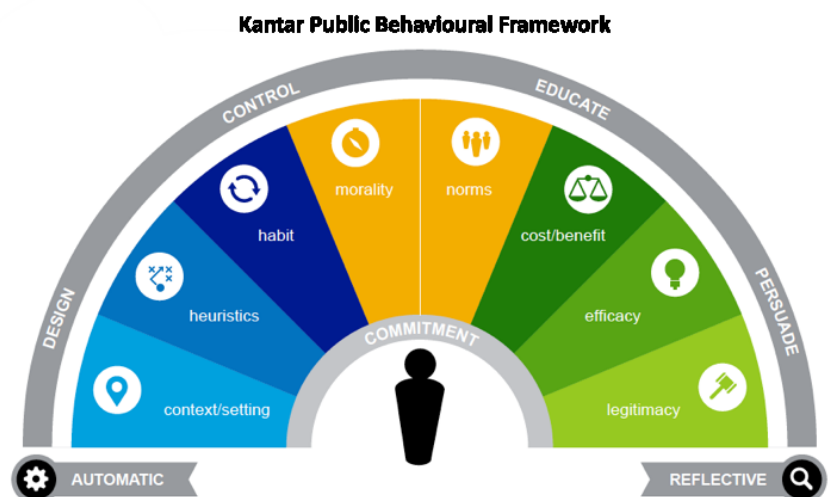 Kantar Public Behavioural Framework
CONTROL
EDUCATE
DESIGN
PERSUADE
morality
norms
habit
cost/benefit
heuristics
efficacy
context/setting
legitimacy
COMMITMENT
AUTOMATIC
REFLECTIVE